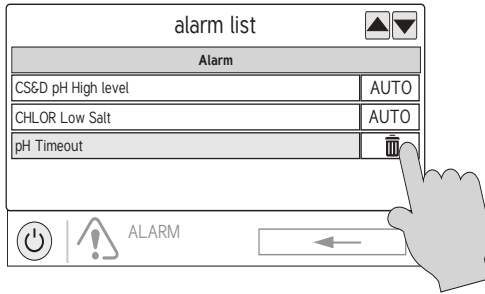 alarm list
Alarm
CS&D pH High level AUTO
CHLOR Low Salt AUTO
pH Timeout
ALARM